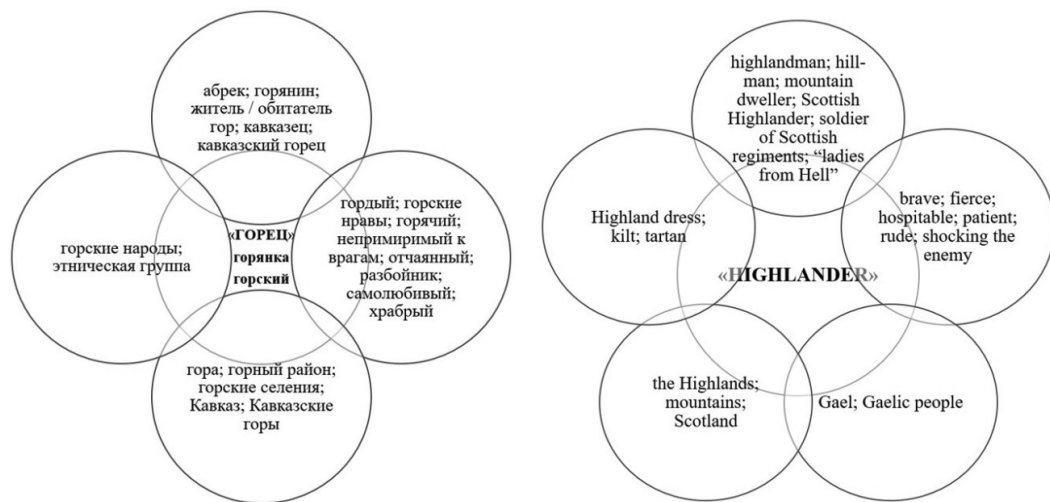 абрек; горянин;
житель / обитатель
гор; кавказец;
кавказский горец
горские народы;
этническая группа
«ГОРЕЦ»
горянка
горский
гордый; горские
нравы; горячий;
непримиримый к
врагам; отчаянный;
разбойник;
самолюбивый;
храбрый
гора; горный район;
горские селения;
Кавказ; Кавказские
горы
highlandman; hill-
man; mountain
dweller; Scottish
Highlander; soldier
of Scottish
regiments; “ladies
from Hell”
Highland dress;
kilt; tartan
«HIGHLANDER»
brave; fierce;
hospitable; patient;
rude; shocking the
enemy
the Highlands;
mountains;
Scotland
Gael; Gaelic people